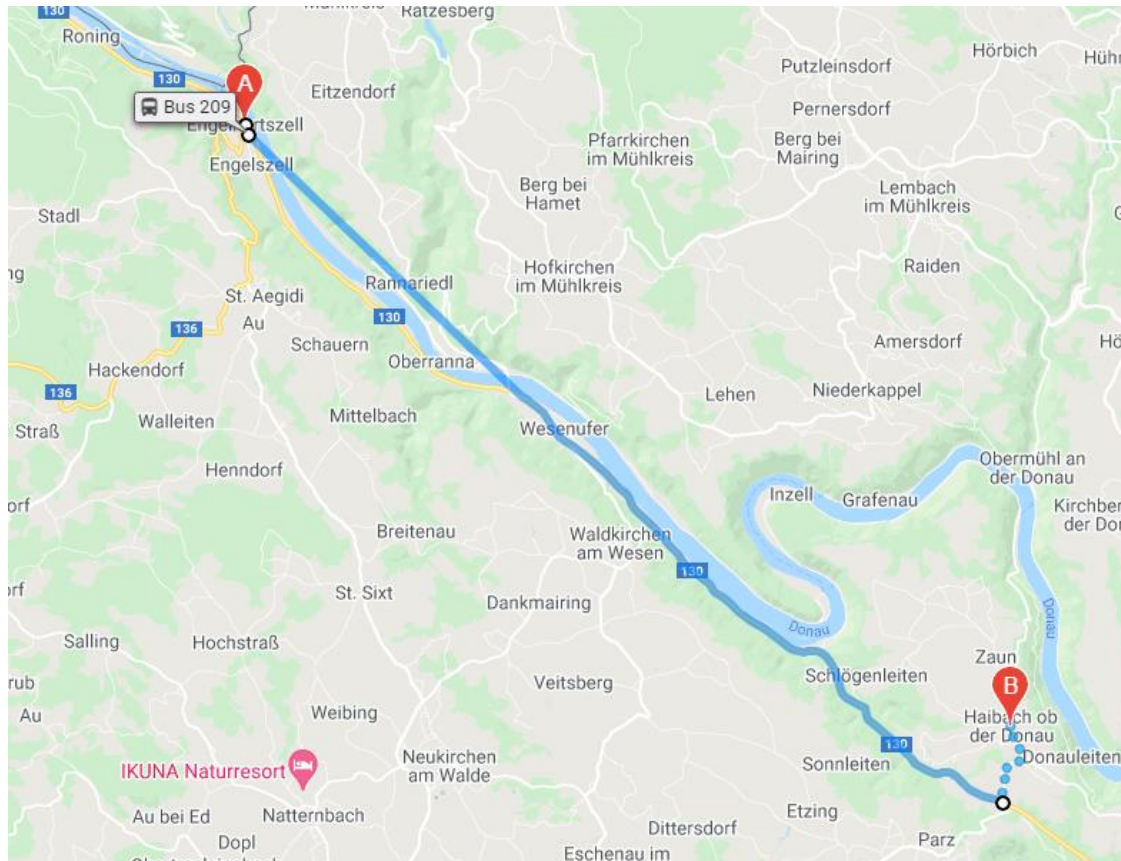 Mühlkreis
Ratzesberg
Roning
Hörbich
Putzleinsdorf
130
A
Eitzendorf
Pernersdorf
Bus 209
Pfarrkirchen
im Mühlkreis
Berg bei
Mairing
Engelszell
Berg bei
Hamet
Lembach
im Mühlkreis
Stadl
Raiden
Hofkirchen
im Mühlkreis
Rannariedl
St. Aegidi
Au
130
136
Schauern
Amersdorf
Oberranna
Hackendorf
136
Lehen
Niederkappel
Walleiten
Mittelbach
Straß
Wesenufer
Henndorf
Obermühl an
der Donau
Inzell
Grafenau
Breitenau
Waldkirchen
am Wesen
130
St. Sixt
Dankmairing
Donau
Donau
Salling
Hochstraß
Zaun
Veitsberg
Schlögenleiten
B
Au
Weibing
Haibach ob
der Donau
130
Neukirchen
am Walde
Donauleiten
Sonnleiten
IKUNA Naturresort
Au bei Ed
Natternbach
Etzing
Dittersdorf
Parz
Dopl
Eschenau im